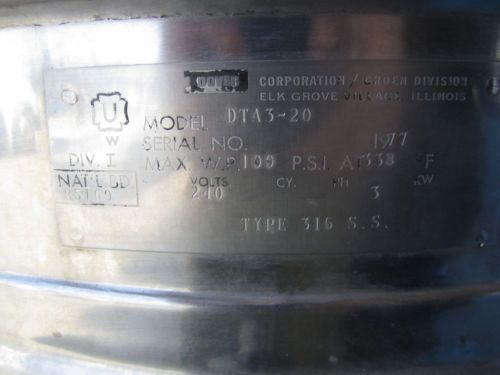 DOVER CORPORATION / GROEN DIVISION
ELK GROVE VILLAGE, ILLINOIS
U
W
MODEL DTA3-20
SERIAL NO. 1977
DIV. I MAX. W.P. 100 P.S.I. AT 338 °F
NAT'L BD. VOLTS CY. PH KW.
240 3
TYPE 316 S.S.